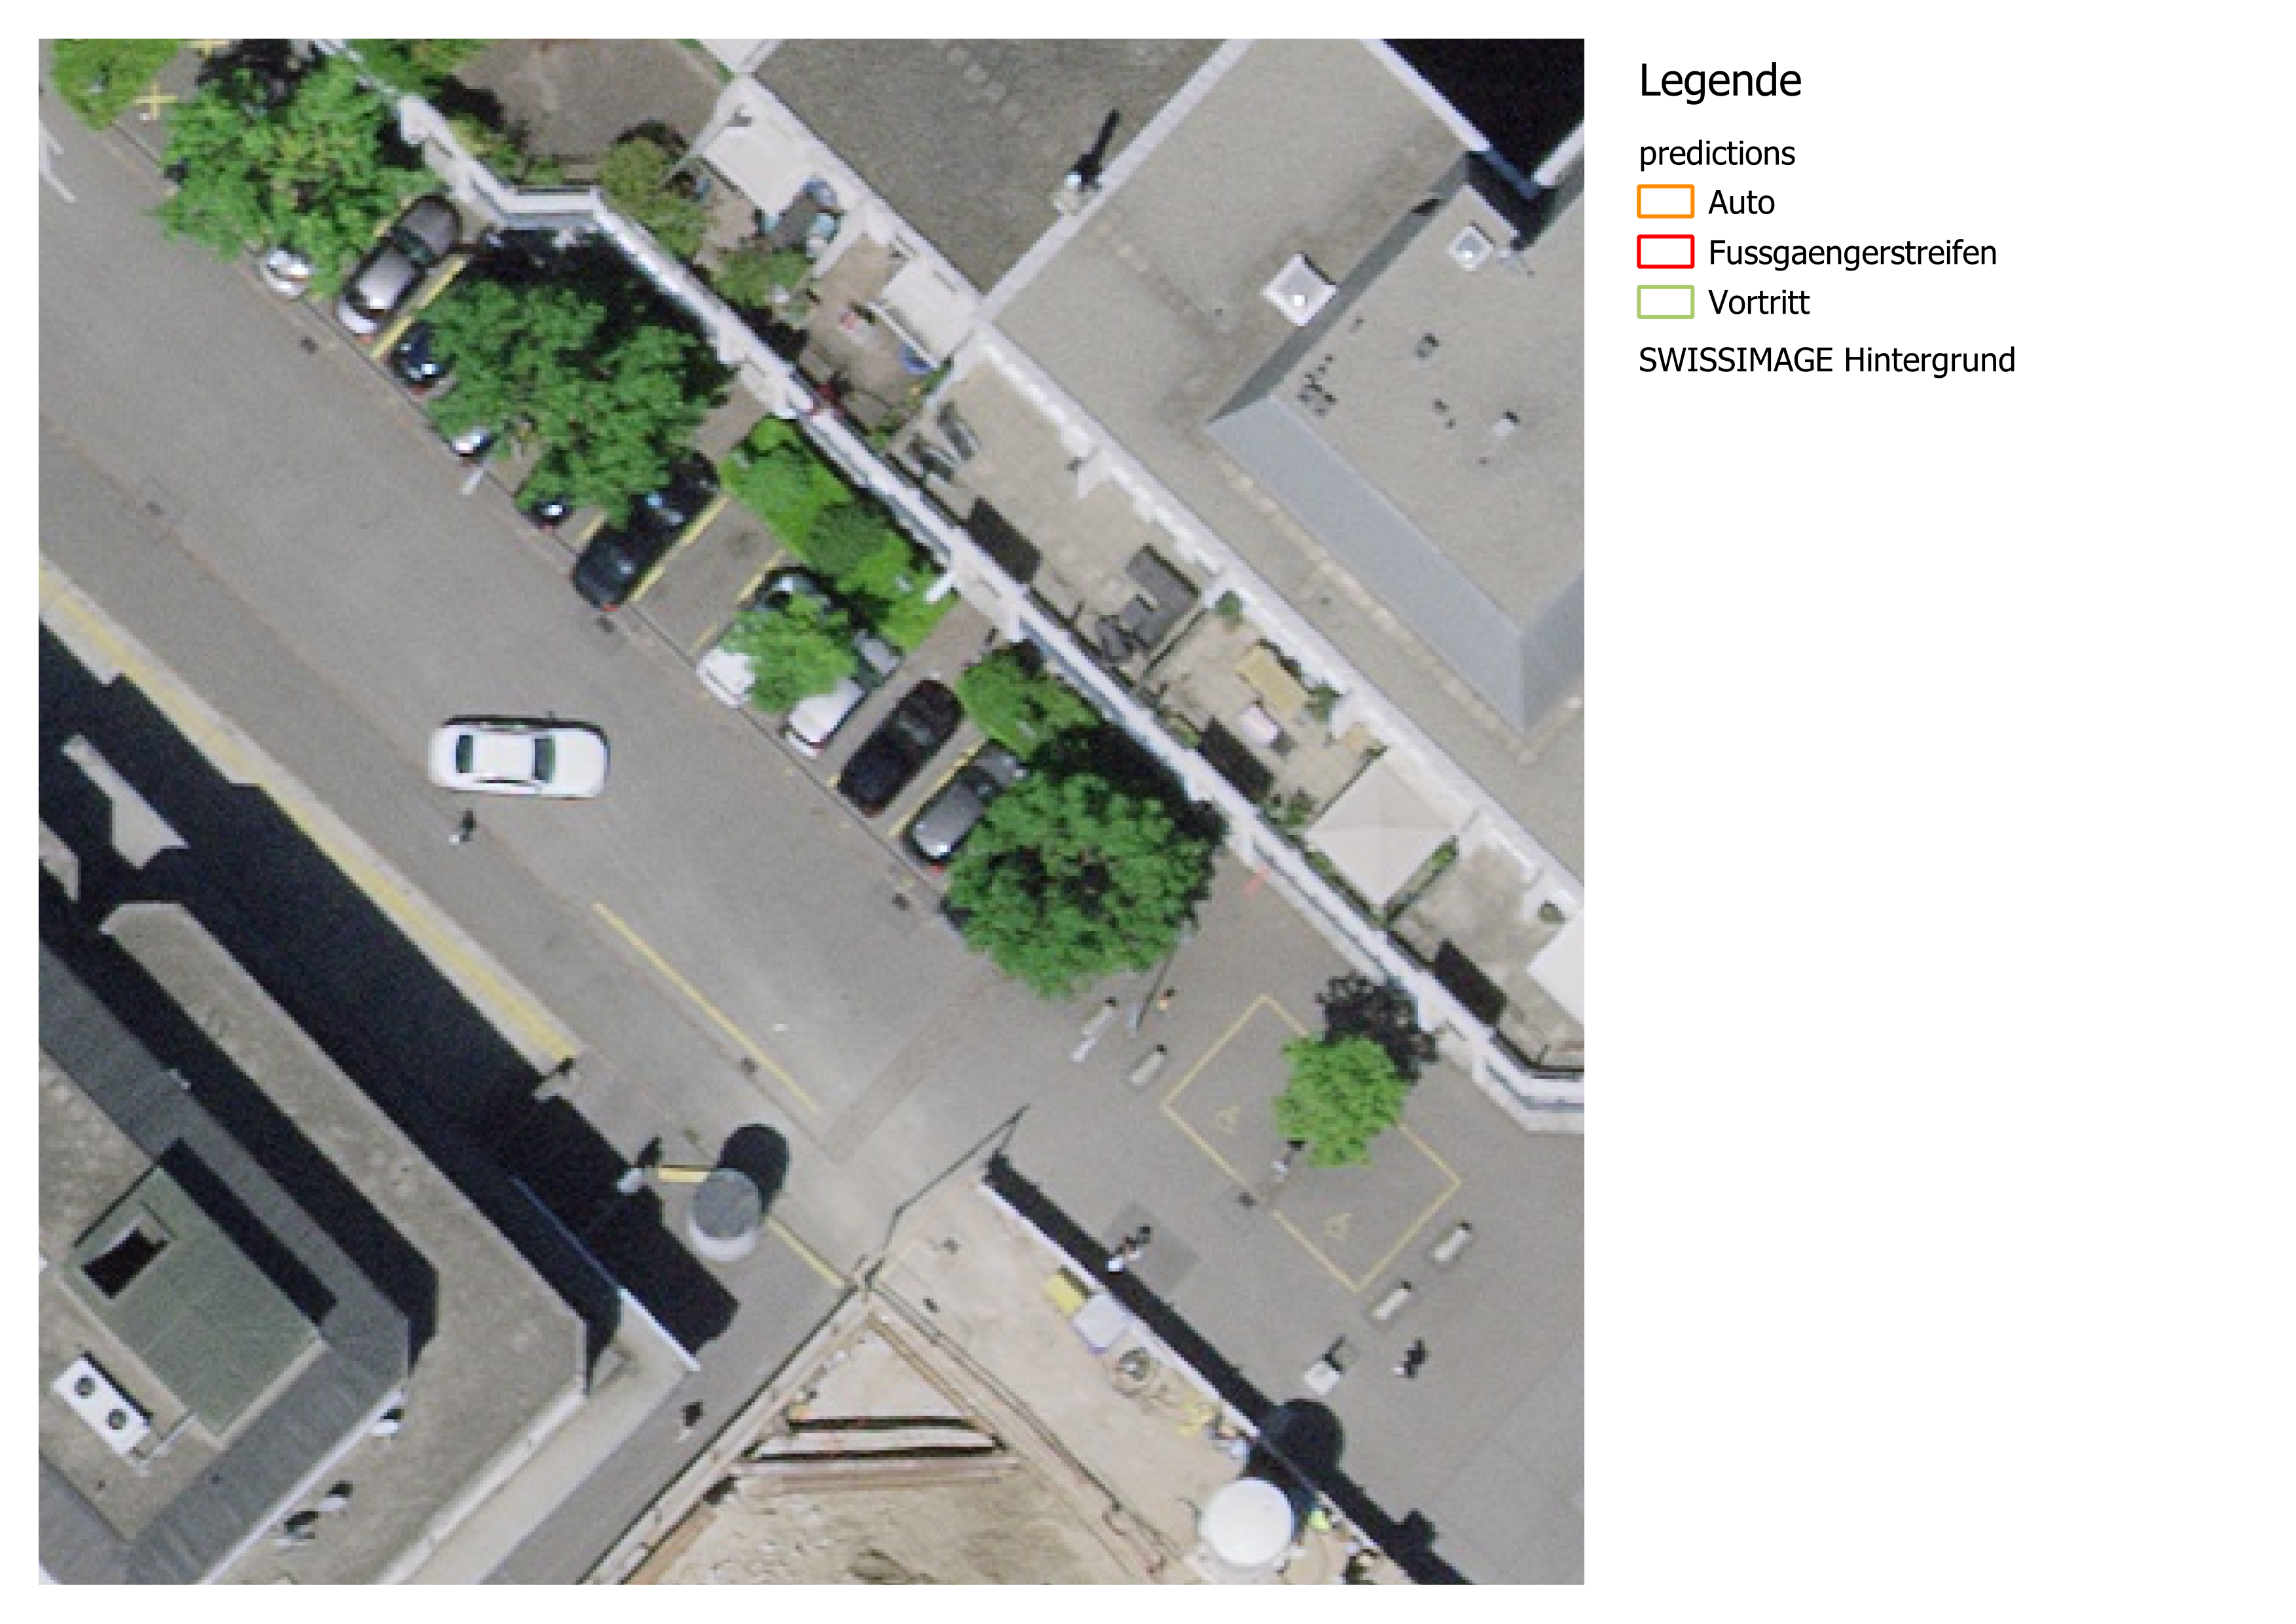 Legende
predictions
Auto
Fussgaengerstreifen
Vortritt
SWISSIMAGE Hintergrund